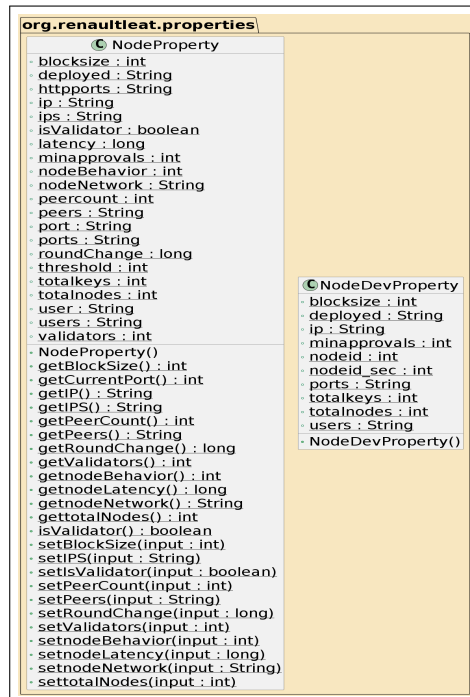 org.renaultleat.properties
C NodeProperty
blocksize : int
deployed : String
httpports : String
ip : String
ips : String
isValidator : boolean
latency : long
minapprovals : int
nodeBehavior : int
nodeNetwork : String
peercount : int
peers : String
port : String
ports : String
roundChange : long
threshold : int
totalkeys : int
totalnodes : int
user : String
users : String
validators : int
NodeProperty()
getBlockSize() : int
getCurrentPort() : int
getIP() : String
getIPS() : String
getPeerCount() : int
getPeers() : String
getRoundChange() : long
getValidators() : int
getnodeBehavior() : int
getnodeLatency() : long
getnodeNetwork() : String
gettotalNodes() : int
isValidator() : boolean
setBlockSize(input : int)
setIPS(input : String)
setIsValidator(input : boolean)
setPeerCount(input : int)
setPeers(input : String)
setRoundChange(input : long)
setValidators(input : int)
setnodeBehavior(input : int)
setnodeLatency(input : long)
setnodeNetwork(input : String)
settotalNodes(input : int)
C NodeDevProperty
blocksize : int
deployed : String
ip : String
minapprovals : int
nodeid : int
nodeid_sec : int
ports : String
totalkeys : int
totalnodes : int
users : String
NodeDevProperty()